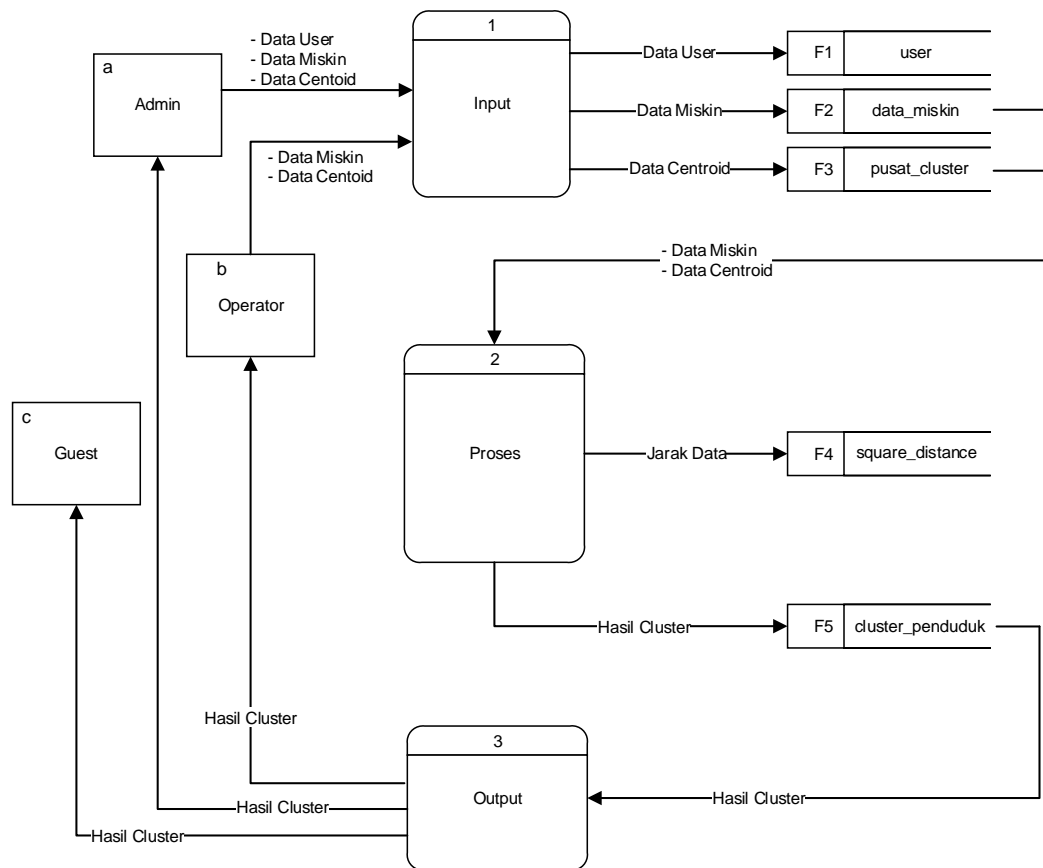 1
Input
a
Admin
- Data User
- Data Miskin
- Data Centoid
Data User
F1
user
Data Miskin
F2
data_miskin
- Data Miskin
- Data Centoid
Data Centroid
F3
pusat_cluster
b
Operator
- Data Miskin
- Data Centroid
2
Proses
c
Guest
Jarak Data
F4
square_distance
Hasil Cluster
F5
cluster_penduduk
Hasil Cluster
3
Output
Hasil Cluster
Hasil Cluster
Hasil Cluster